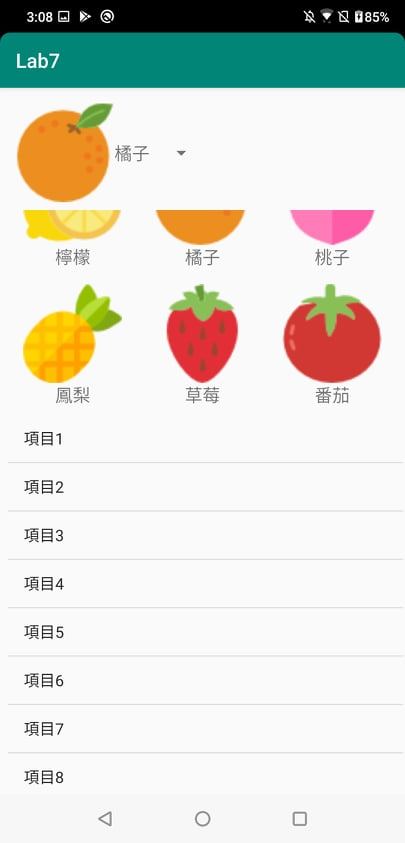 3:08 85%
Lab7
橘子
檸檬 橘子 桃子
鳳梨 草莓 番茄
項目1
項目2
項目3
項目4
項目5
項目6
項目7
項目8